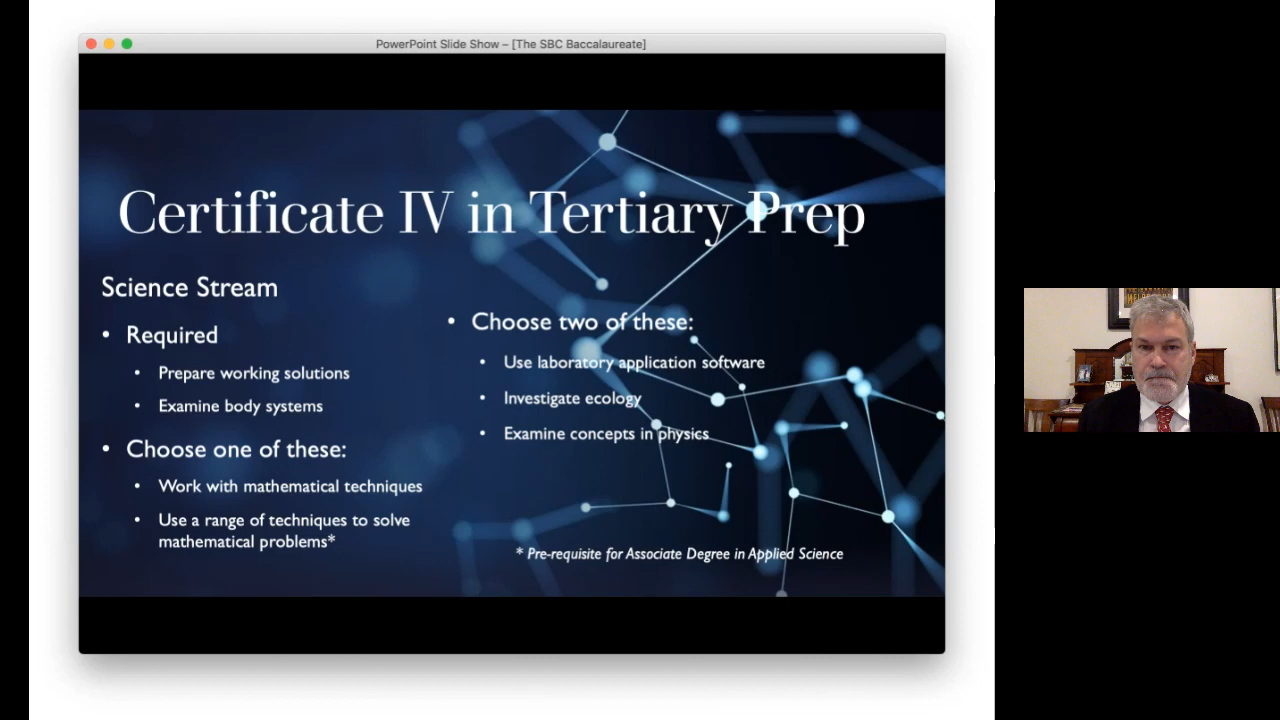 PowerPoint Slide Show – [The SBC Baccalaureate]
Certificate IV in Tertiary Prep
Science Stream
• Required
• Prepare working solutions
• Examine body systems
• Choose one of these:
• Work with mathematical techniques
• Use a range of techniques to solve
mathematical problems*
• Choose two of these:
• Use laboratory application software
• Investigate ecology
• Examine concepts in physics
* Pre-requisite for Associate Degree in Applied Science